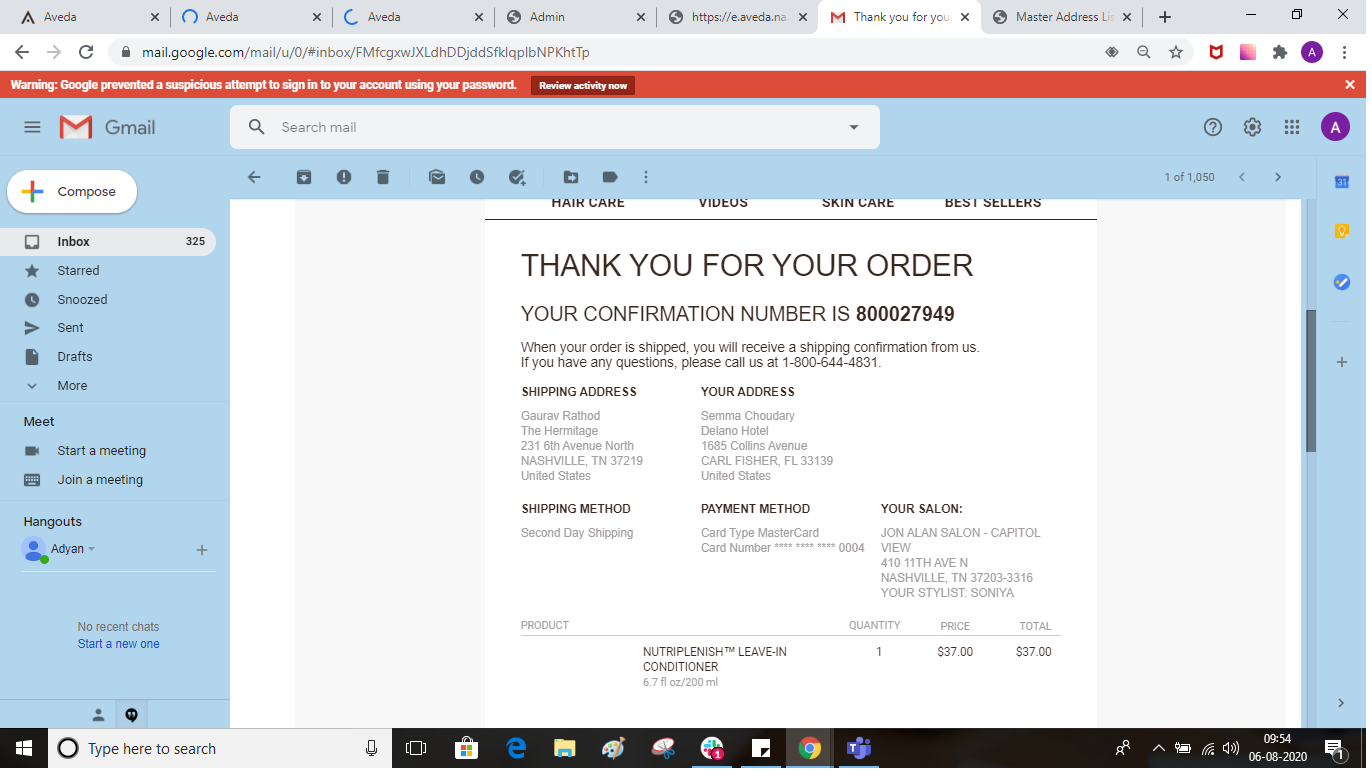 Aveda
Aveda
Aveda
Admin
https://e.aveda.na
Thank you for you
Master Address Lis
mail.google.com/mail/u/0/#inbox/FMfcgxwJXLdhDDjddSfklqplbNPKhtTp
A
Warning: Google prevented a suspicious attempt to sign in to your account using your password.
Review activity now
Gmail
Search mail
A
Compose
1 of 1,050
31
Inbox 325
Starred
Snoozed
Sent
Drafts
More
Meet
Start a meeting
Join a meeting
Hangouts
Adyan
No recent chats
Start a new one
HAIR CARE VIDEOS SKIN CARE BEST SELLERS
THANK YOU FOR YOUR ORDER
YOUR CONFIRMATION NUMBER IS 800027949
When your order is shipped, you will receive a shipping confirmation from us.
If you have any questions, please call us at 1-800-644-4831.
SHIPPING ADDRESS
Gaurav Rathod
The Hermitage
231 6th Avenue North
NASHVILLE, TN 37219
United States
YOUR ADDRESS
Semma Choudary
Delano Hotel
1685 Collins Avenue
CARL FISHER, FL 33139
United States
SHIPPING METHOD
Second Day Shipping
PAYMENT METHOD
Card Type MasterCard
Card Number **** **** **** 0004
YOUR SALON:
JON ALAN SALON - CAPITOL
VIEW
410 11TH AVE N
NASHVILLE, TN 37203-3316
YOUR STYLIST: SONIYA
PRODUCT QUANTITY PRICE TOTAL
NUTRIPLENISH™ LEAVE-IN 1 $37.00 $37.00
CONDITIONER
6.7 fl oz/200 ml
Type here to search
1
09:54
06-08-2020
1